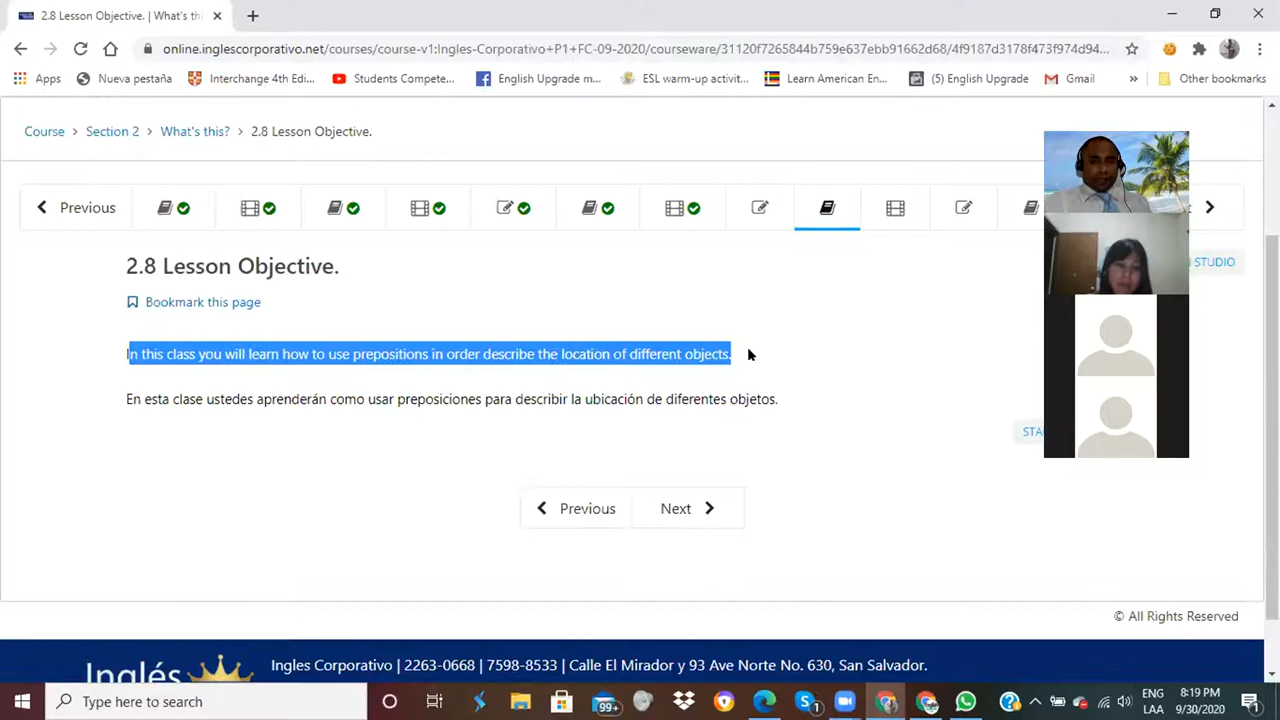 2.8 Lesson Objective. | What's thi
online.inglescorporativo.net/courses/course-v1:Ingles-Corporativo+P1+FC-09-2020/courseware/31120f7265844b759e637ebb91662d68/4f9187d3178f473f974d94...
Apps Nueva pestaña Interchange 4th Edi... Students Compete... English Upgrade m... ESL warm-up activit... Learn American En... (5) English Upgrade Gmail » Other bookmarks
Course > Section 2 > What's this? > 2.8 Lesson Objective.
Previous
STUDIO
2.8 Lesson Objective.
Bookmark this page
In this class you will learn how to use prepositions in order describe the location of different objects.
En esta clase ustedes aprenderán como usar preposiciones para describir la ubicación de diferentes objetos.
STA
Previous Next
© All Rights Reserved
Inglés
Ingles Corporativo | 2263-0668 | 7598-8533 | Calle El Mirador y 93 Ave Norte No. 630, San Salvador.
Type here to search
99+
1
ENG
LAA
8:19 PM
9/30/2020
1